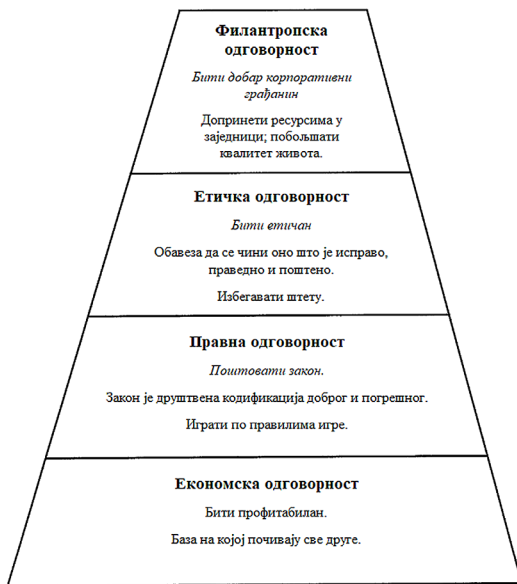 Филантропска
одговорност
Бити добар корпоративни
грађанин
Допринети ресурсима у
заједници; побољшати
квалитет живота.
Етичка одговорност
Бити етичан
Обавеза да се чини оно што је исправо,
праведно и поштено.
Избегавати штету.
Правна одговорност
Поштовати закон.
Закон је друштвена кодификација доброг и погрешног.
Играти по правилима игре.
Економска одговорност
Бити профитабилан.
База на којој почивају све друге.